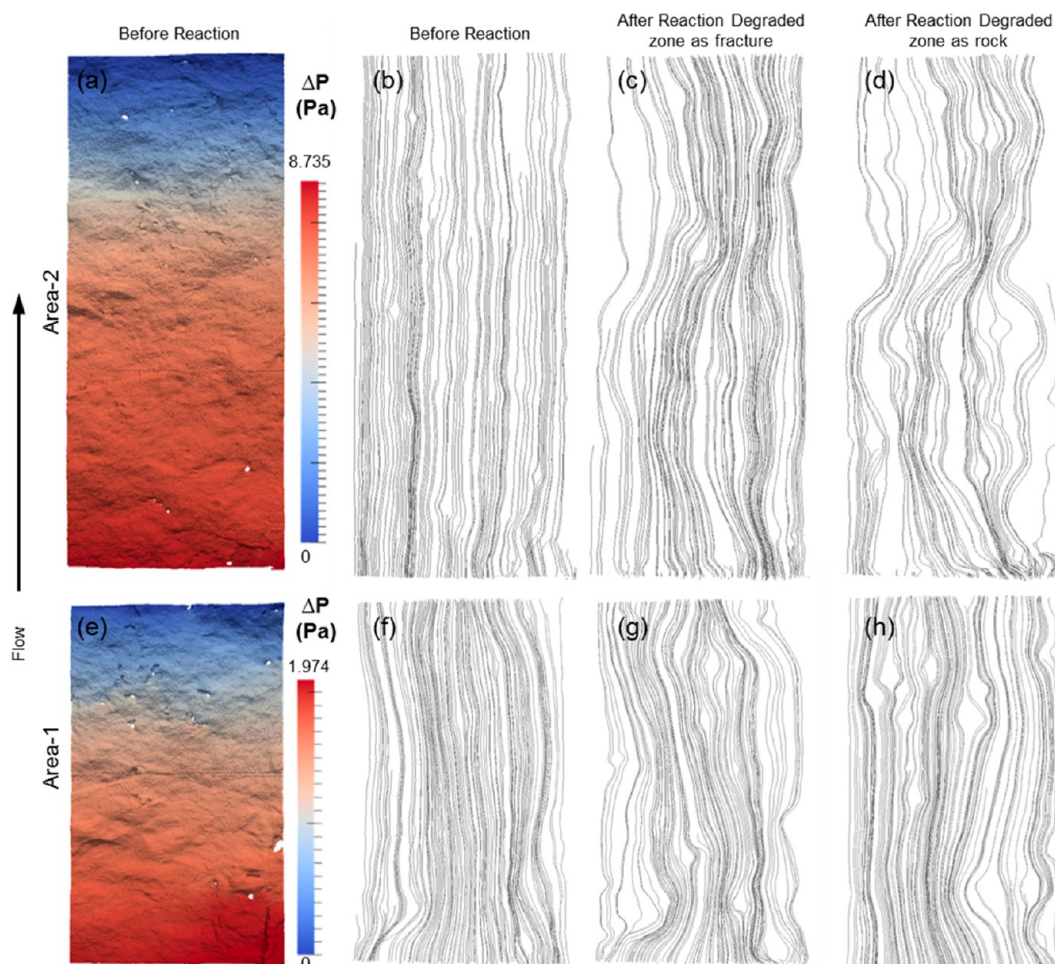 Before Reaction
Before Reaction
After Reaction Degraded
zone as fracture
After Reaction Degraded
zone as rock
(a)
ΔP
(Pa)
8.735
0
(b)
(c)
(d)
Area-2
Flow
(e)
ΔP
(Pa)
1.974
0
(f)
(g)
(h)
Area-1